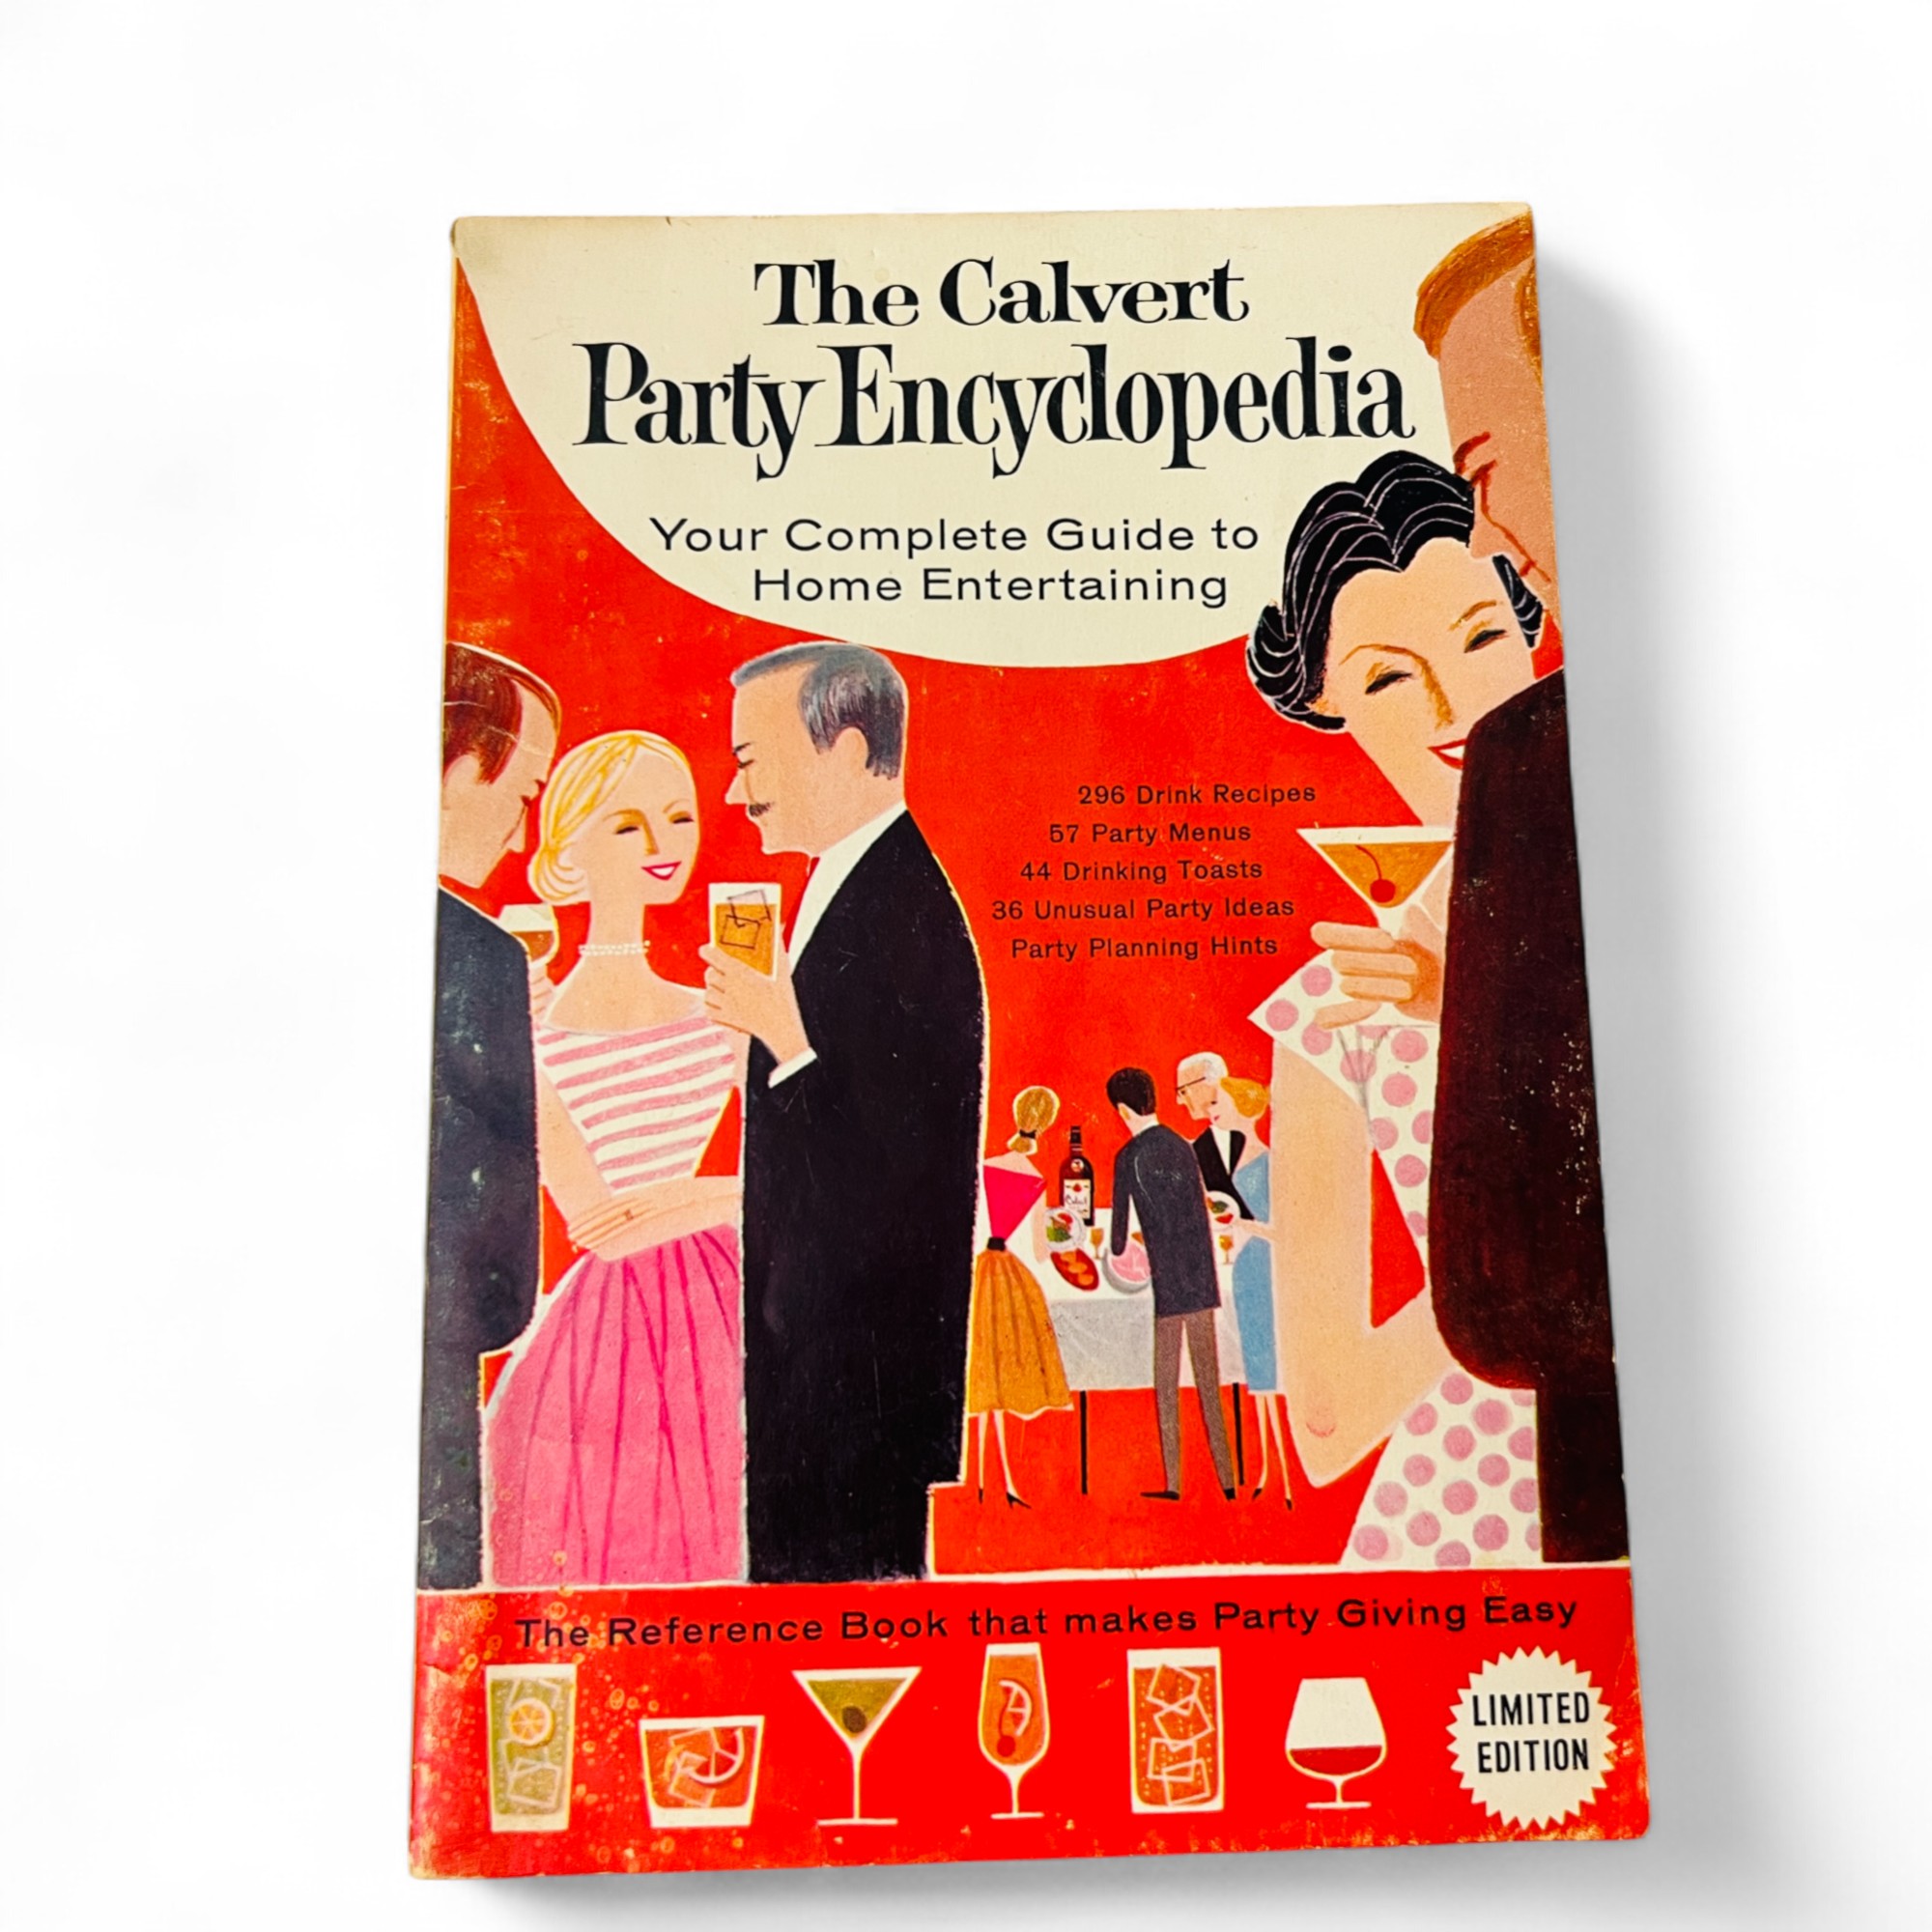 The Calvert
Party Encyclopedia
Your Complete Guide to
Home Entertaining
296 Drink Recipes
57 Party Menus
44 Drinking Toasts
36 Unusual Party Ideas
Party Planning Hints
The Reference Book that makes Party Giving Easy
LIMITED
EDITION